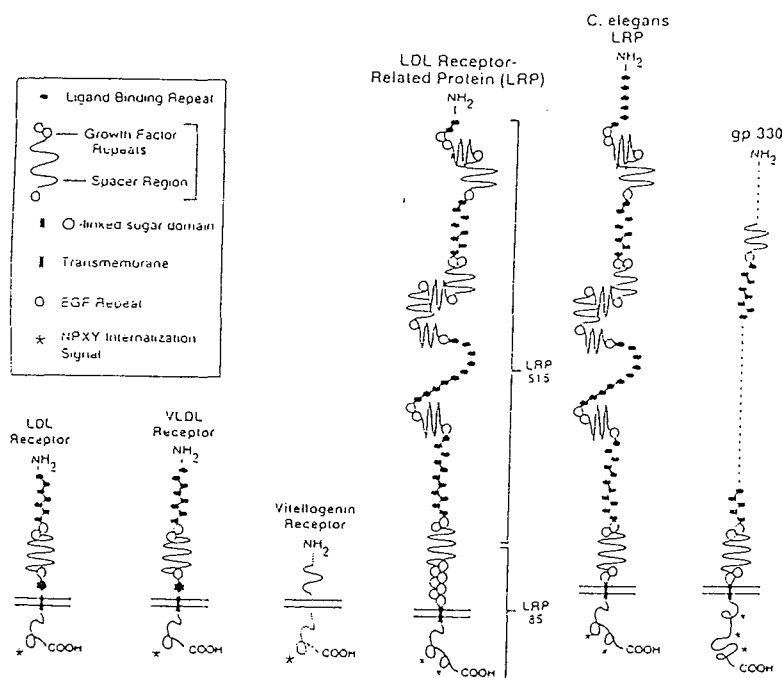 C. elegans
LRP
NH2
LDL Receptor-
Related Protein (LRP)
NH2
gp 330
NH2
Ligand Binding Repeat
Growth Factor
Repeats
Spacer Region
O-linked sugar domain
Transmembrane
EGF Repeat
* NPXY Internalization
Signal
LRP
515
LDL
Receptor
NH2
VLDL
Receptor
NH2
Vitellogenin
Receptor
NH2
LRP
85
* COOH
* COOH
* COOH
* * COOH
* * COOH
* * * COOH